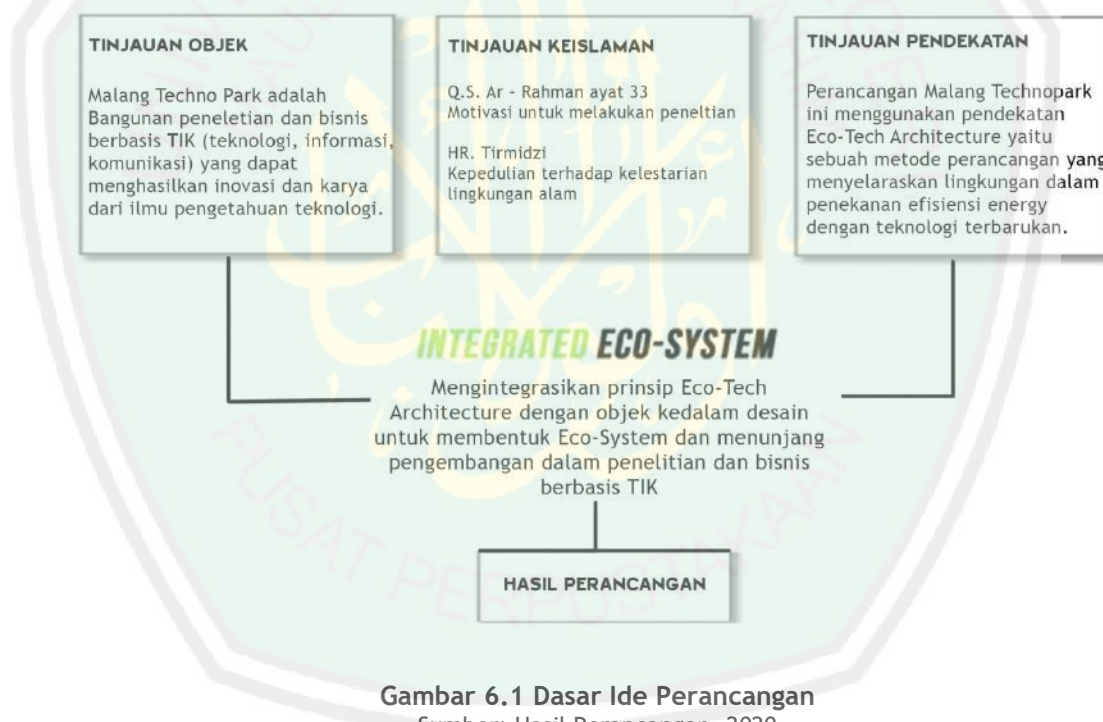 TINJAUAN OBJEK
Malang Techno Park adalah
Bangunan peneletian dan bisnis
berbasis TIK (teknologi, informasi,
komunikasi) yang dapat
menghasilkan inovasi dan karya
dari ilmu pengetahuan teknologi.
TINJAUAN KEISLAMAN
Q.S. Ar - Rahman ayat 33
Motivasi untuk melakukan peneltian
HR. Tirmidzi
Kepedulian terhadap kelestarian
lingkungan alam
TINJAUAN PENDEKATAN
Perancangan Malang Technopark
ini menggunakan pendekatan
Eco-Tech Architecture yaitu
sebuah metode perancangan yang
menyelaraskan lingkungan dalam
penekanan efisiensi energy
dengan teknologi terbarukan.
INTEGRATED ECO-SYSTEM
Mengintegrasikan prinsip Eco-Tech
Architecture dengan objek kedalam desain
untuk membentuk Eco-System dan menunjang
pengembangan dalam penelitian dan bisnis
berbasis TIK
HASIL PERANCANGAN
PUSAT PERPUSTAKAAN
Gambar 6.1 Dasar Ide Perancangan
Sumber: Hasil Perancangan, 2020